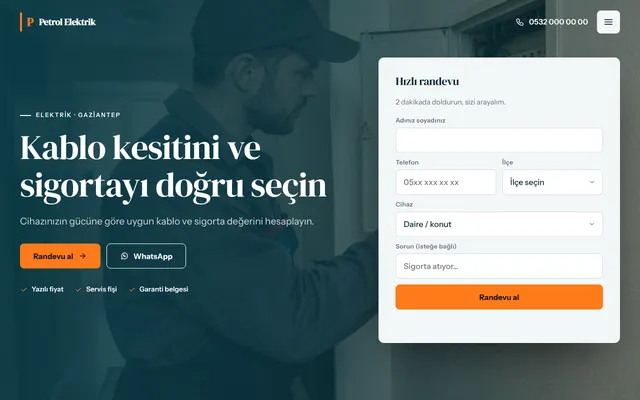 P Petrol Elektrik
0532 000 00 00
ELEKTRİK · GAZİANTEP
Kablo kesitini ve
sigortayı doğru seçin
Cihazınızın gücüne göre uygun kablo ve sigorta değerini hesaplayın.
Randevu al →
WhatsApp
✓ Yazılı fiyat ✓ Servis fişi ✓ Garanti belgesi
Hızlı randevu
2 dakikada doldurun, sizi arayalım.
Adınız soyadınız
Telefon İlçe
05xx xxx xx xx İlçe seçin
Cihaz
Daire / konut
Sorun (isteğe bağlı)
Sigorta atıyor...
Randevu al